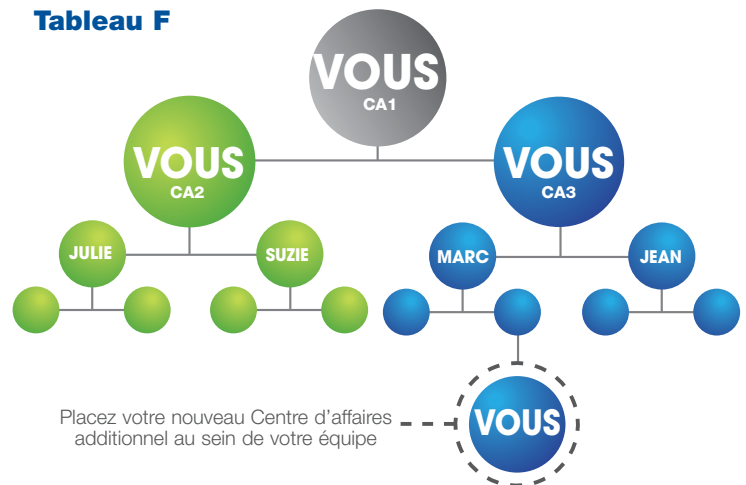 Tableau F
VOUS
CA1
VOUS
CA2
VOUS
CA3
JULIE
SUZIE
MARC
JEAN
Placez votre nouveau Centre d'affaires
additionnel au sein de votre équipe
VOUS